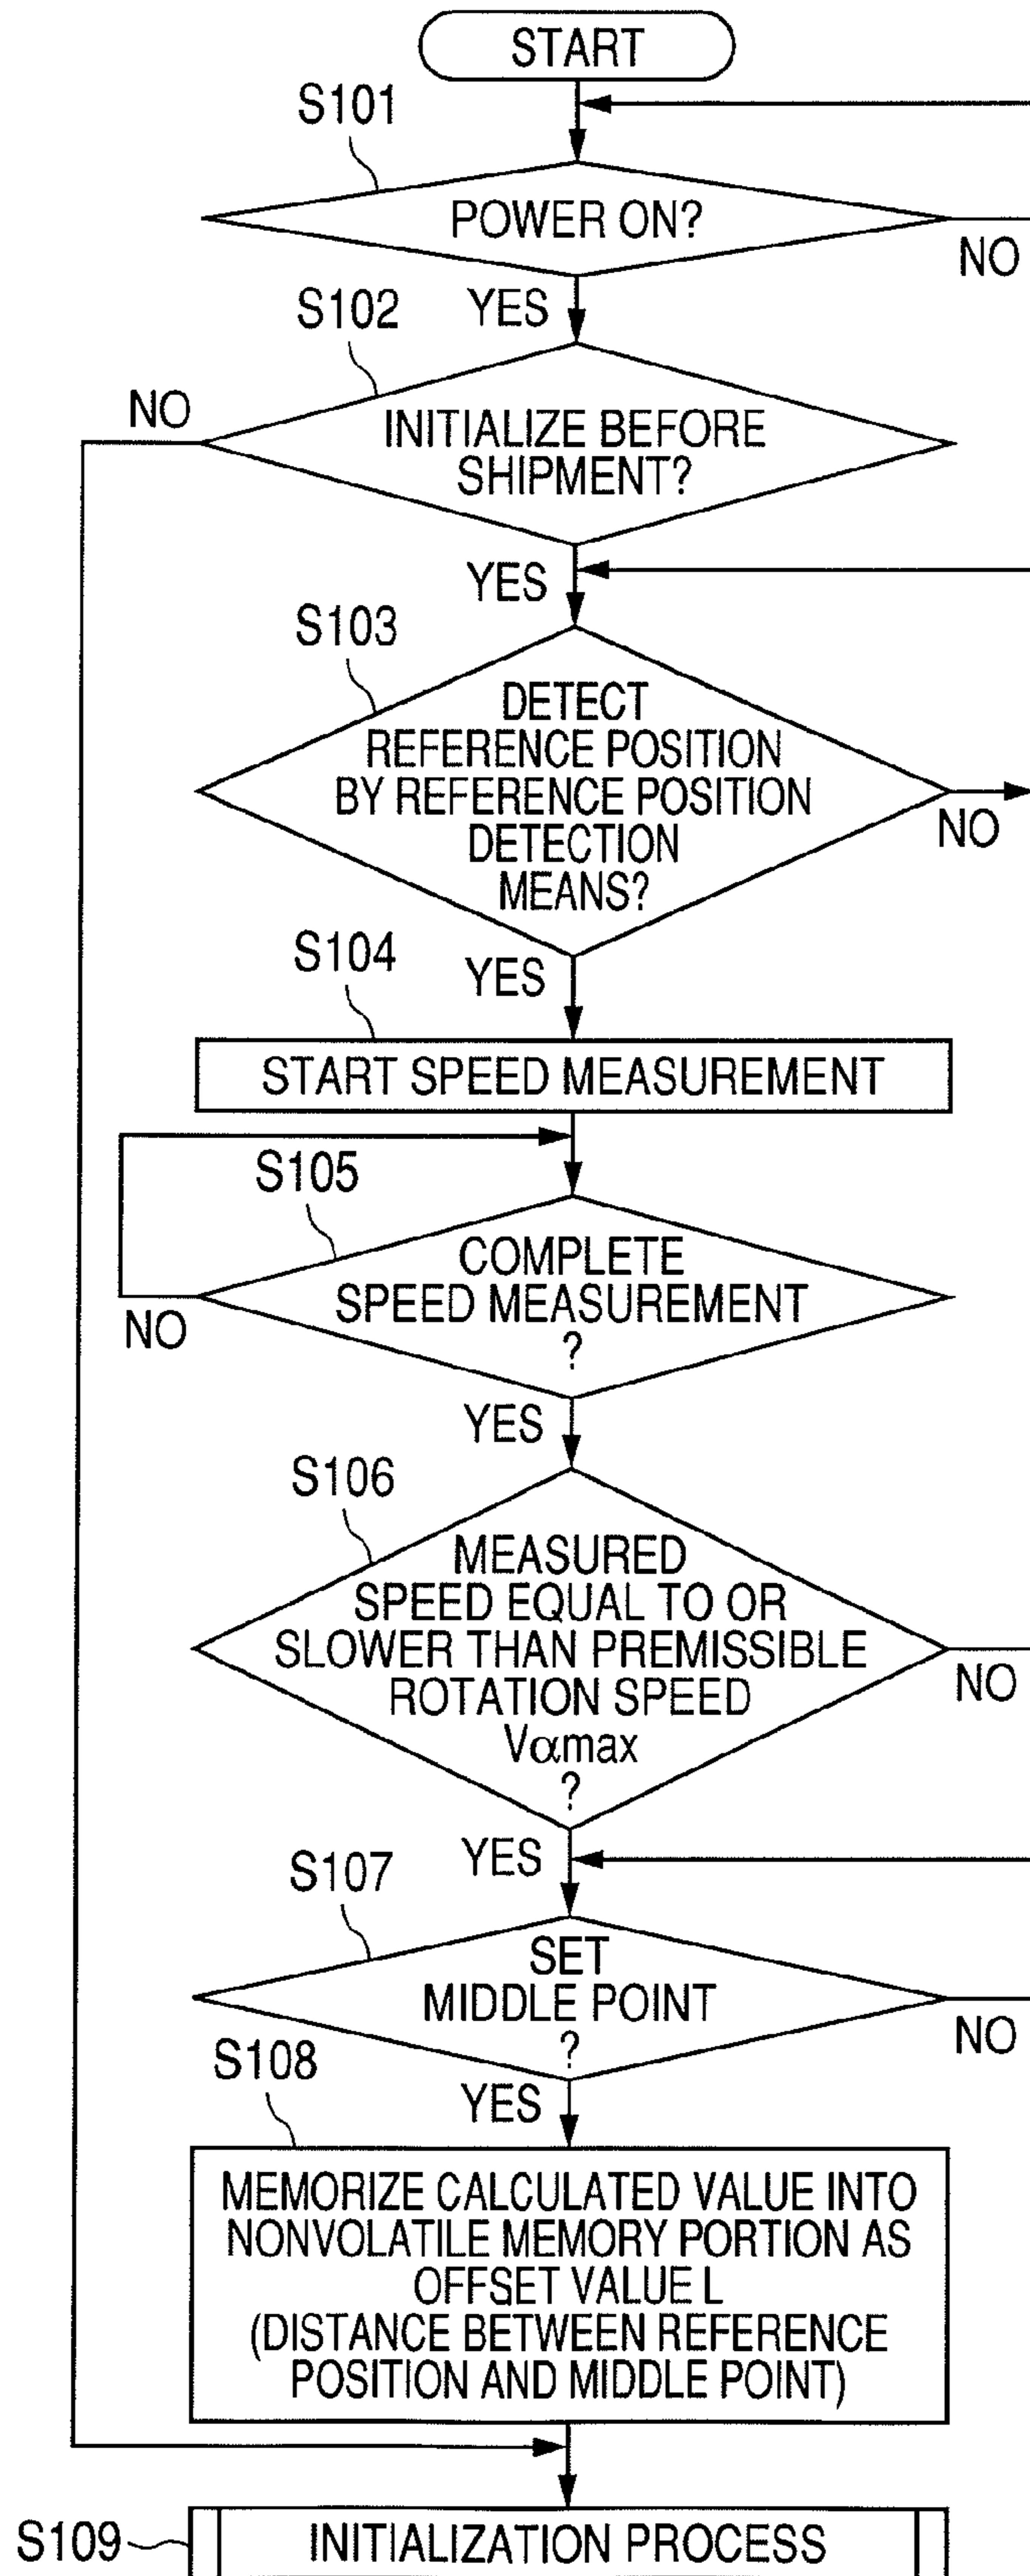 START
S101
POWER ON?
NO
S102
YES
NO
INITIALIZE BEFORE
SHIPMENT?
YES
S103
DETECT
REFERENCE POSITION
BY REFERENCE POSITION
DETECTION
MEANS?
NO
S104
YES
START SPEED MEASUREMENT
S105
COMPLETE
SPEED MEASUREMENT
?
NO
YES
S106
MEASURED
SPEED EQUAL TO OR
SLOWER THAN PREMISSIBLE
ROTATION SPEED
Vαmax
?
NO
YES
S107
SET
MIDDLE POINT
?
NO
S108
YES
MEMORIZE CALCULATED VALUE INTO
NONVOLATILE MEMORY PORTION AS
OFFSET VALUE L
(DISTANCE BETWEEN REFERENCE
POSITION AND MIDDLE POINT)
S109
INITIALIZATION PROCESS